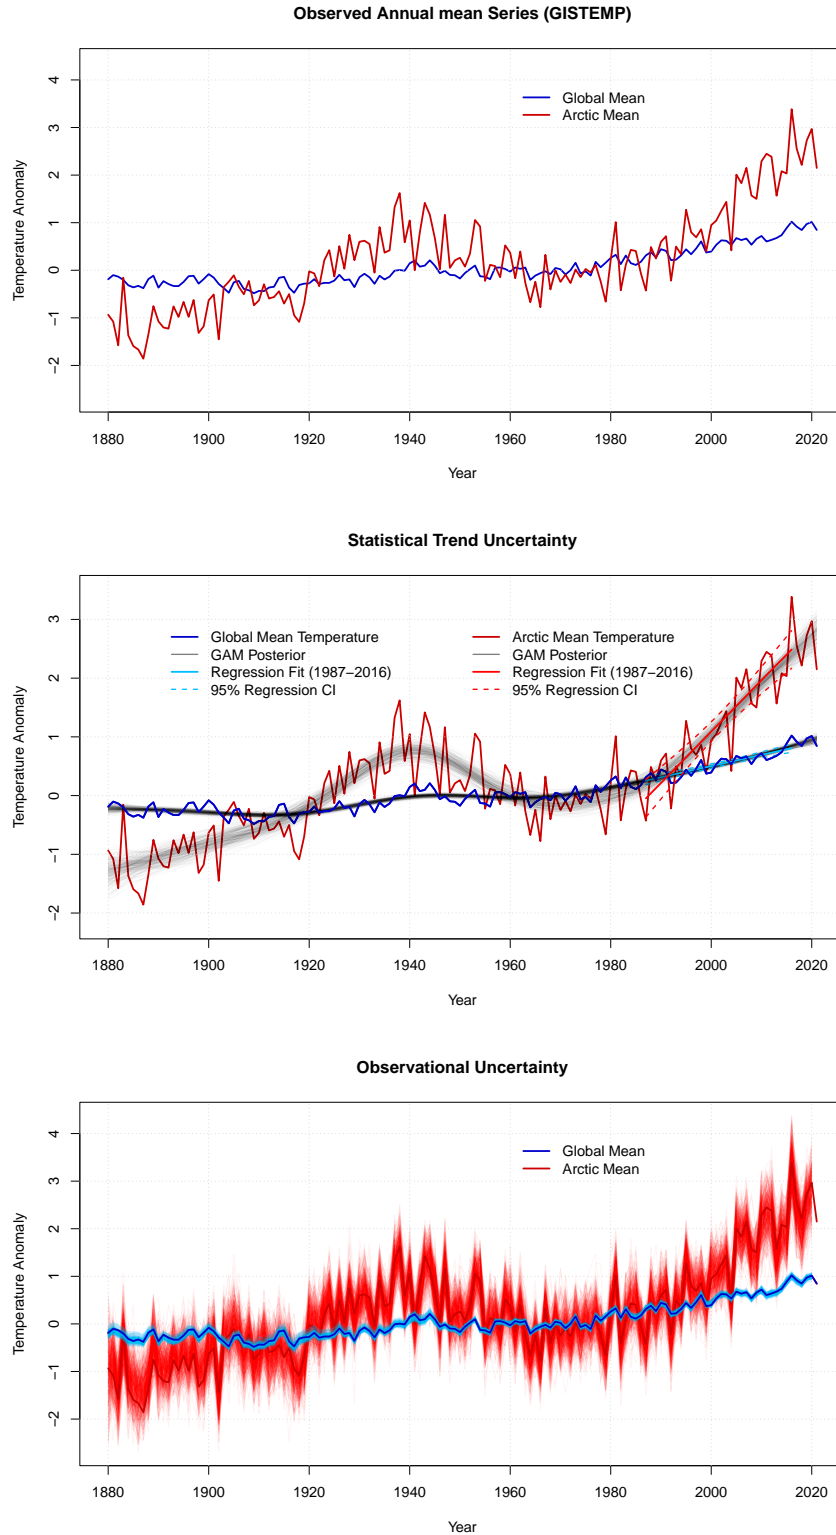 Observed Annual mean Series (GISTEMP)
Temperature Anomaly
4
3
2
1
0
−1
−2
Global Mean
Arctic Mean
1880 1900 1920 1940 1960 1980 2000 2020
Year
Statistical Trend Uncertainty
Temperature Anomaly
3
2
1
0
−1
−2
Global Mean Temperature
GAM Posterior
Regression Fit (1987−2016)
95% Regression CI
Arctic Mean Temperature
GAM Posterior
Regression Fit (1987−2016)
95% Regression CI
1880 1900 1920 1940 1960 1980 2000 2020
Year
Observational Uncertainty
Temperature Anomaly
4
3
2
1
0
−1
−2
Global Mean
Arctic Mean
1880 1900 1920 1940 1960 1980 2000 2020
Year